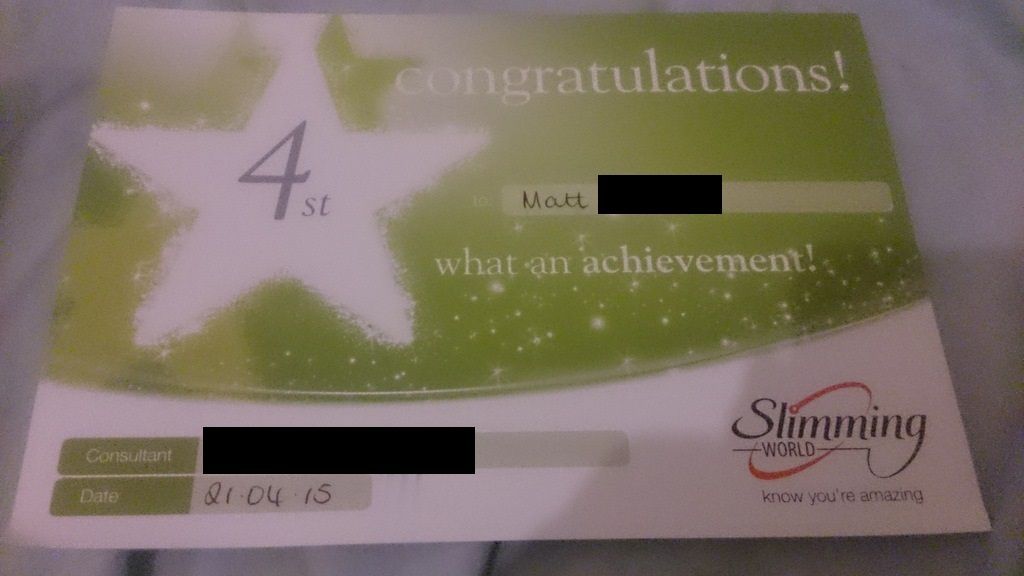 congratulations!
4st
to Matt
what an achievement!
Slimming
WORLD
know you're amazing
Consultant
Date 21.04.15